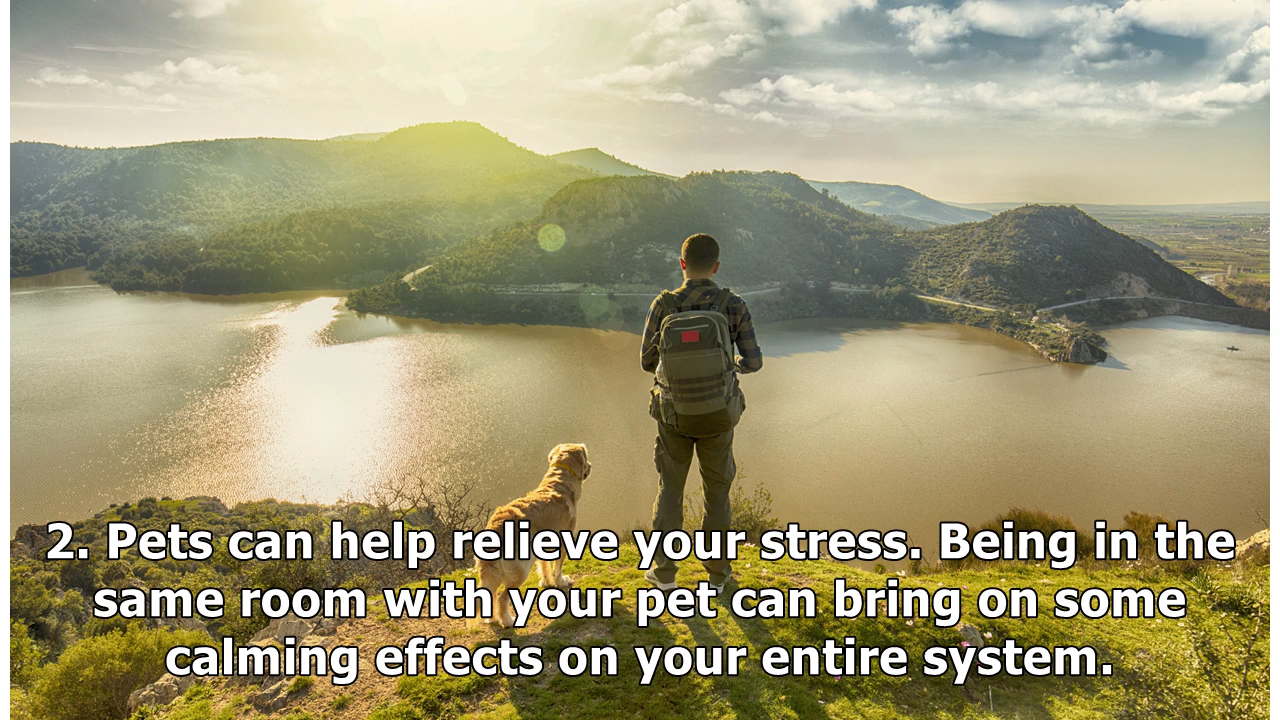 2. Pets can help relieve your stress. Being in the
same room with your pet can bring on some
calming effects on your entire system.